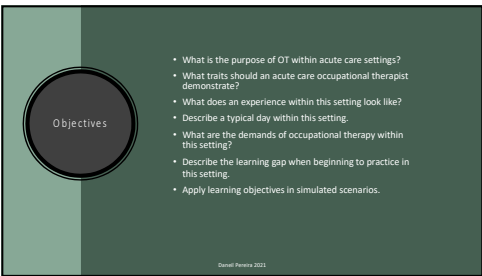 Objectives
• What is the purpose of OT within acute care settings?
• What traits should an acute care occupational therapist
demonstrate?
• What does an experience within this setting look like?
• Describe a typical day within this setting.
• What are the demands of occupational therapy within
this setting?
• Describe the learning gap when beginning to practice in
this setting.
• Apply learning objectives in simulated scenarios.
Daneil Pereira 2021